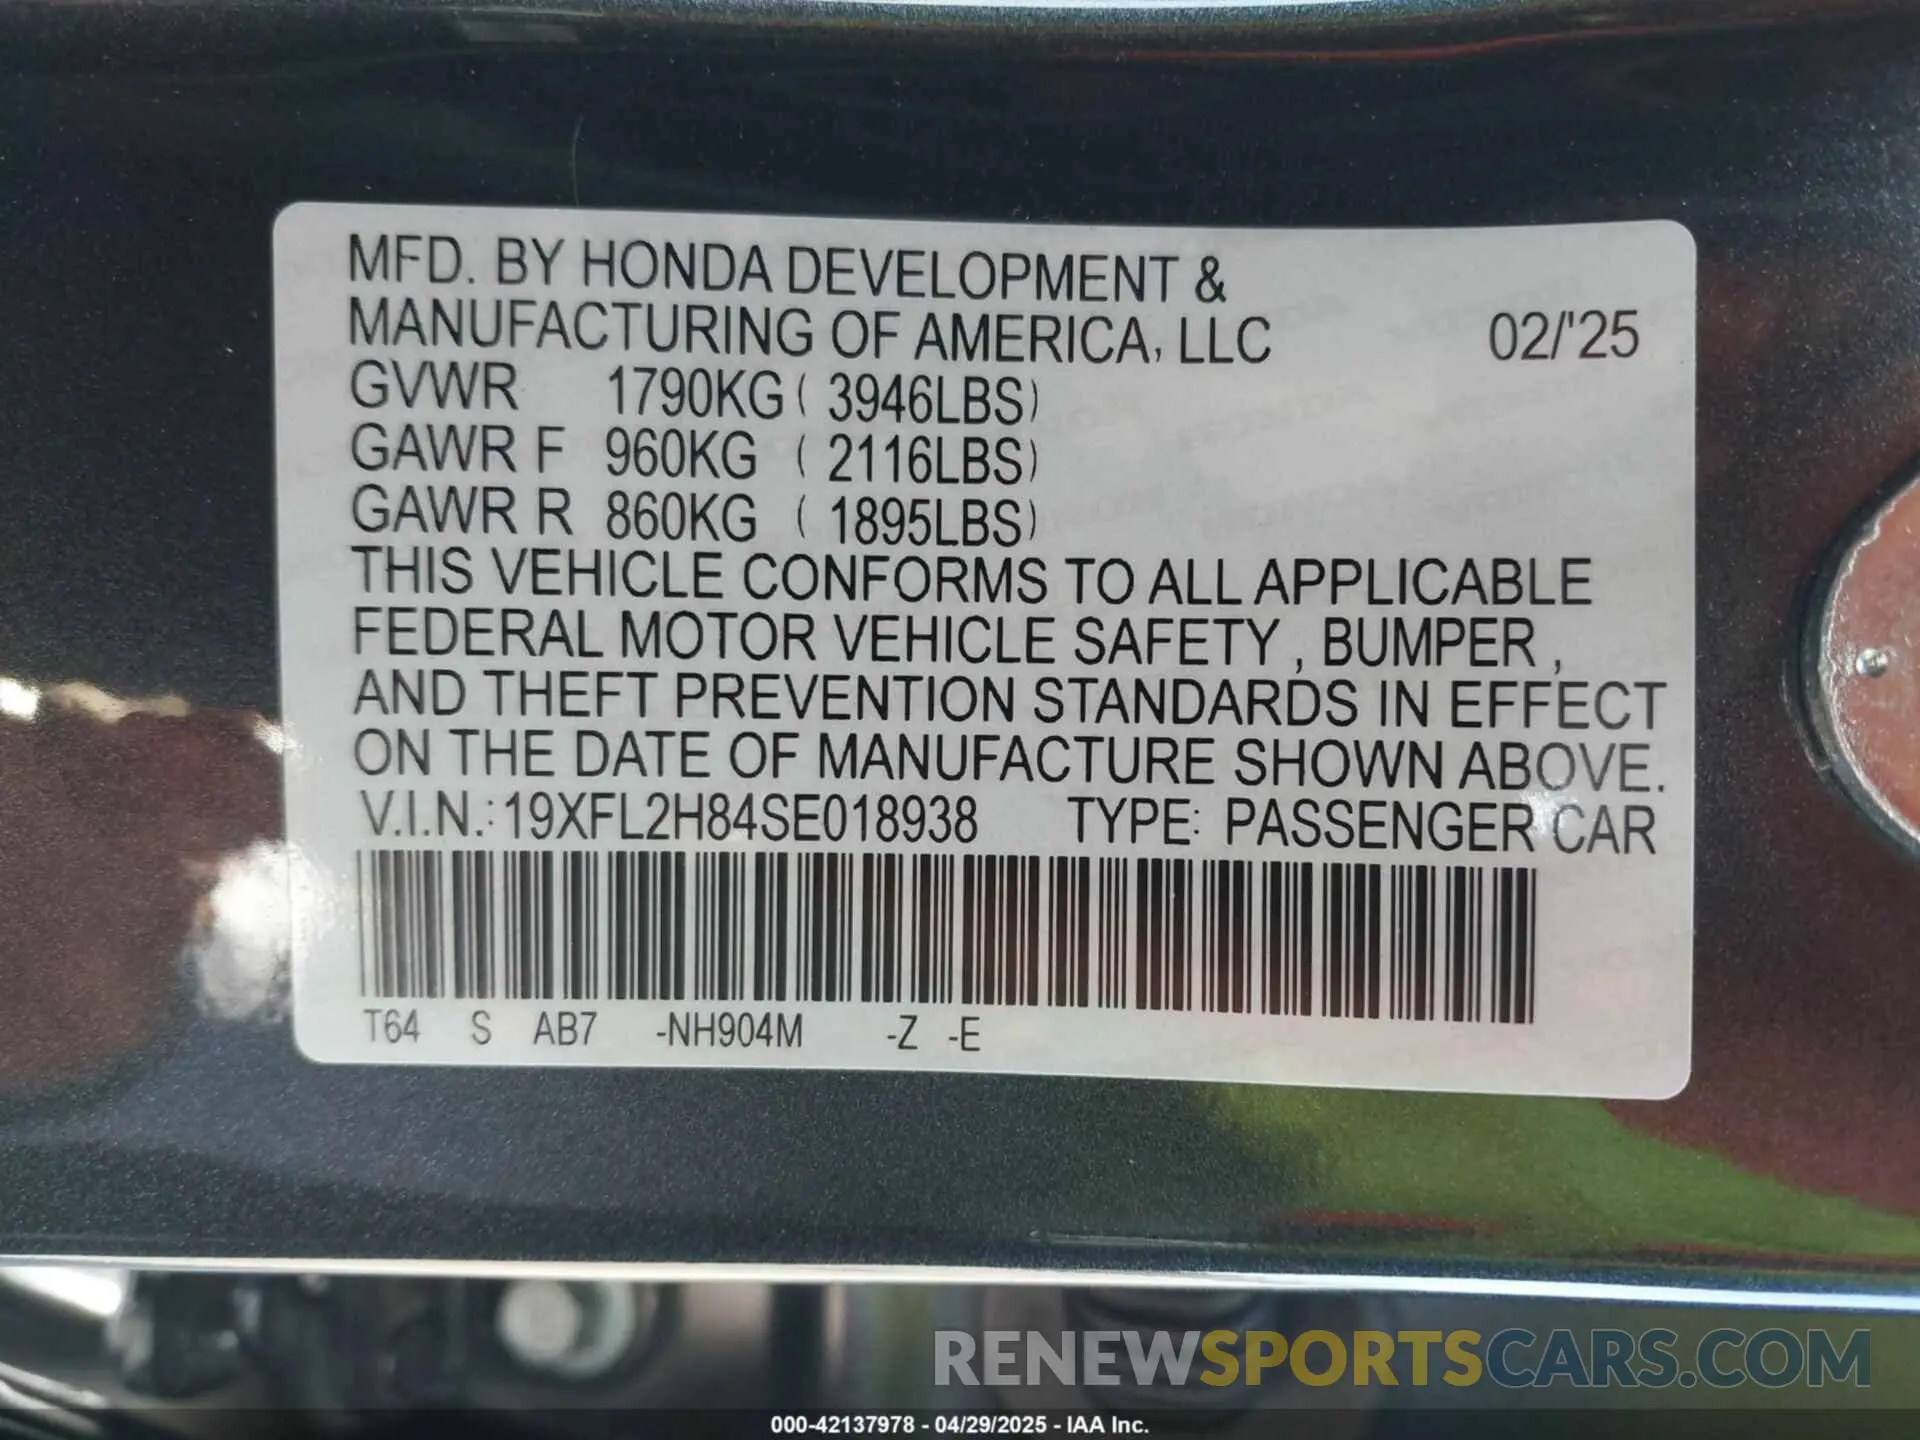 MFD. BY HONDA DEVELOPMENT &
MANUFACTURING OF AMERICA, LLC 02/'25
GVWR 1790KG ( 3946LBS)
GAWR F 960KG ( 2116LBS)
GAWR R 860KG ( 1895LBS)
THIS VEHICLE CONFORMS TO ALL APPLICABLE
FEDERAL MOTOR VEHICLE SAFETY , BUMPER ,
AND THEFT PREVENTION STANDARDS IN EFFECT
ON THE DATE OF MANUFACTURE SHOWN ABOVE.
V.I.N.: 19XFL2H84SE018938 TYPE: PASSENGER CAR
T64 S AB7 -NH904M -Z -E
RENEWSPORTSCARS.COM
000-42137978 - 04/29/2025 - IAA Inc.